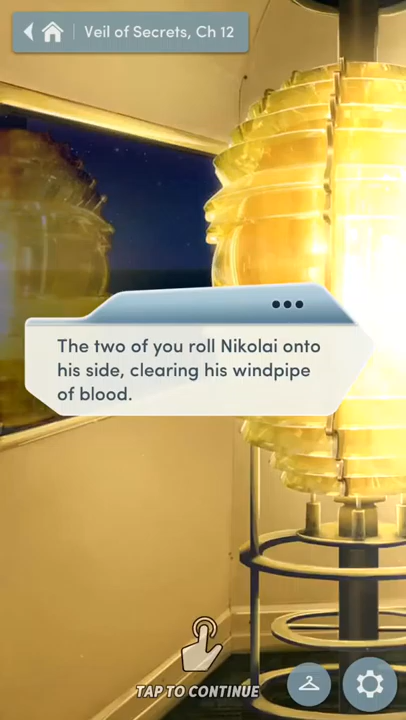 Veil of Secrets, Ch 12
The two of you roll Nikolai onto
his side, clearing his windpipe
of blood.
TAP TO CONTINUE